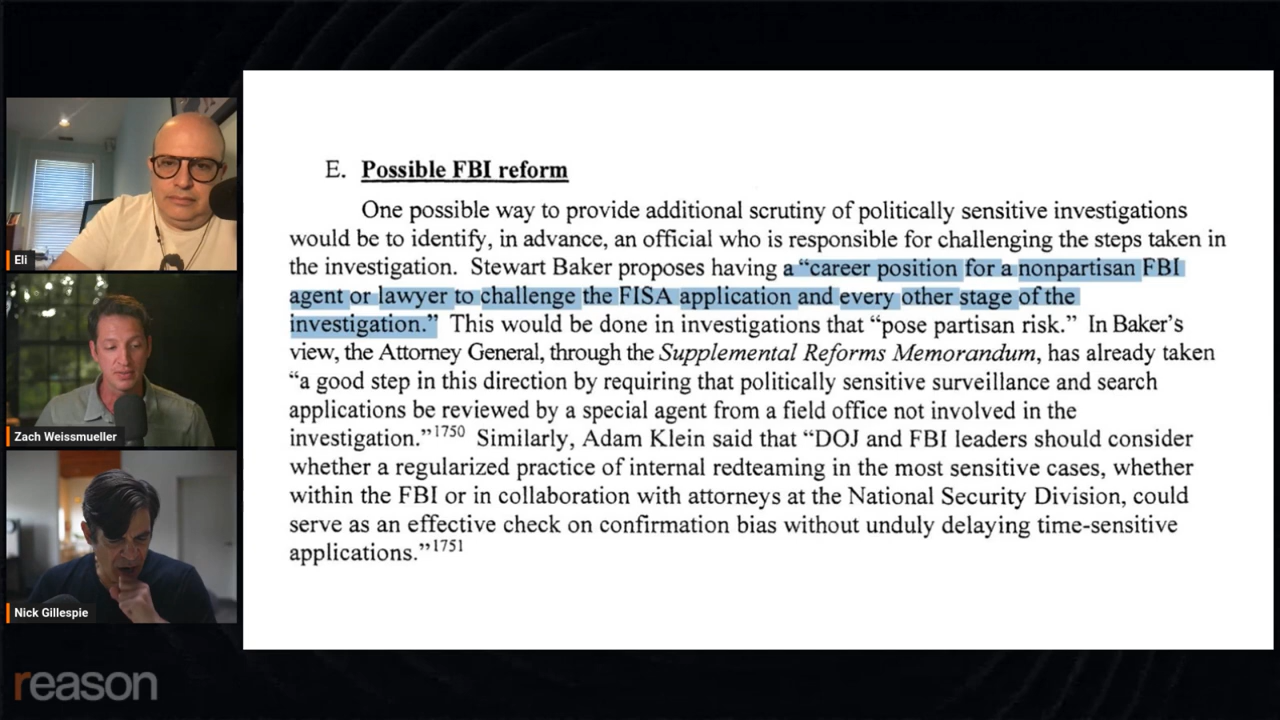 Eli
Zach Weissmueller
Nick Gillespie
reason
E. Possible FBI reform
One possible way to provide additional scrutiny of politically sensitive investigations
would be to identify, in advance, an official who is responsible for challenging the steps taken in
the investigation. Stewart Baker proposes having a “career position for a nonpartisan FBI
agent or lawyer to challenge the FISA application and every other stage of the
investigation.” This would be done in investigations that “pose partisan risk.” In Baker’s
view, the Attorney General, through the Supplemental Reforms Memorandum, has already taken
“a good step in this direction by requiring that politically sensitive surveillance and search
applications be reviewed by a special agent from a field office not involved in the
investigation.”1750 Similarly, Adam Klein said that “DOJ and FBI leaders should consider
whether a regularized practice of internal redteaming in the most sensitive cases, whether
within the FBI or in collaboration with attorneys at the National Security Division, could
serve as an effective check on confirmation bias without unduly delaying time-sensitive
applications.”1751